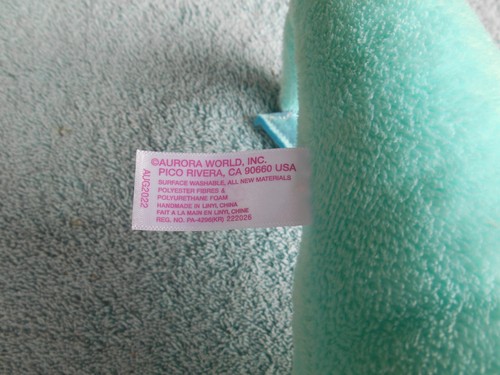 ©AURORA WORLD, INC.
PICO RIVERA, CA 90660 USA
SURFACE WASHABLE, ALL NEW MATERIALS
POLYESTER FIBRES &
POLYURETHANE FOAM
HANDMADE IN LINYI, CHINA
FAIT A LA MAIN EN LINYI, CHINE
REG. NO. PA-4296(KR) 222026
AUG2022